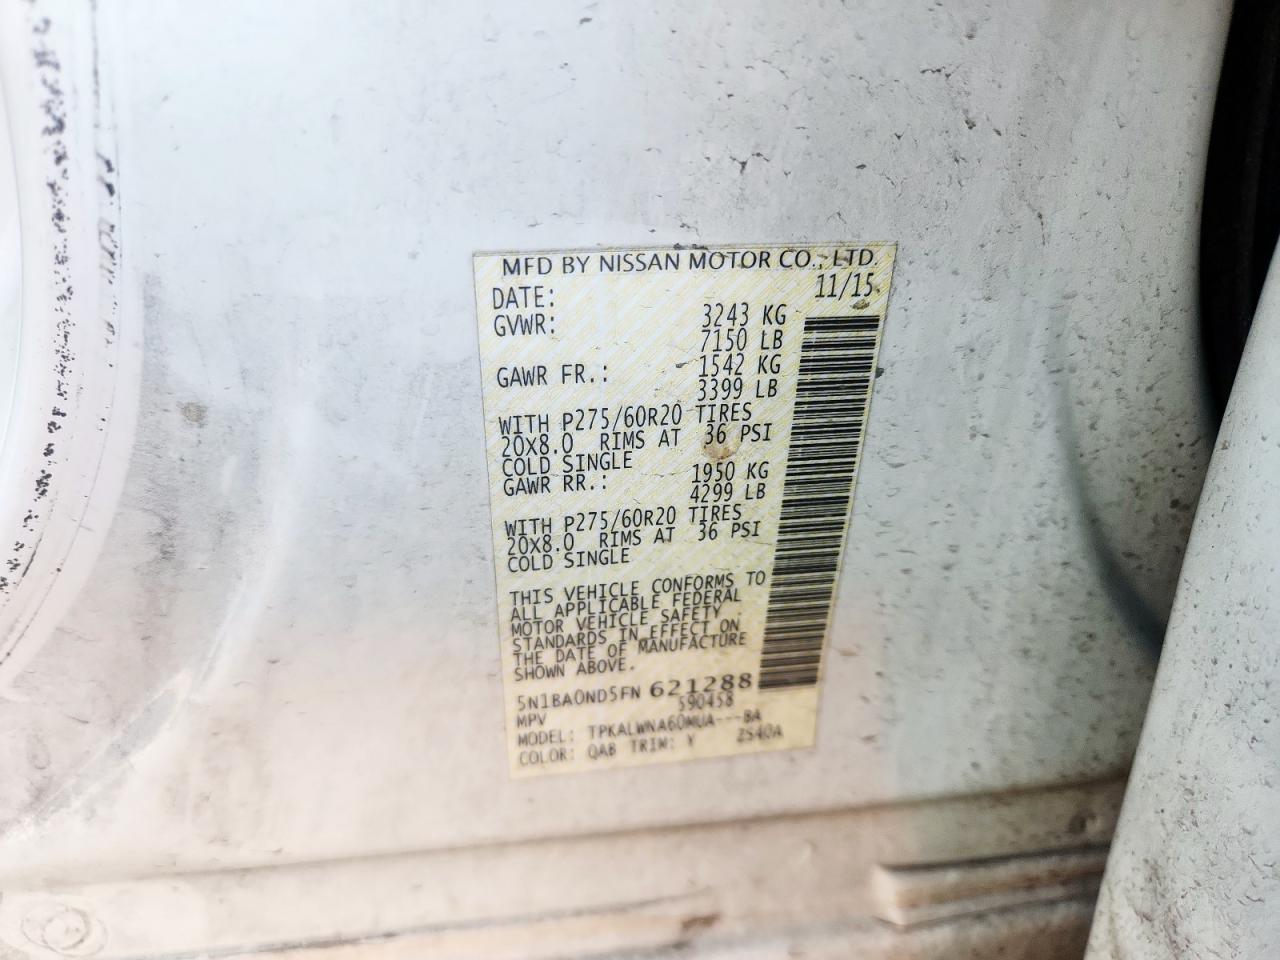 MFD BY NISSAN MOTOR CO., LTD.
DATE: 11/15
GVWR: 3243 KG
7150 LB
GAWR FR.: 1542 KG
3399 LB
WITH P275/60R20 TIRES
20X8.0 RIMS AT 36 PSI
COLD SINGLE
GAWR RR.: 1950 KG
4299 LB
WITH P275/60R20 TIRES
20X8.0 RIMS AT 36 PSI
COLD SINGLE
THIS VEHICLE CONFORMS TO
ALL APPLICABLE FEDERAL
MOTOR VEHICLE SAFETY
STANDARDS IN EFFECT ON
THE DATE OF MANUFACTURE
SHOWN ABOVE.
5N1BA0ND5FN 621288
MPV 590458
MODEL: TPKALWNA60MUA---BA
COLOR: QAB TRIM: Y ZS40A